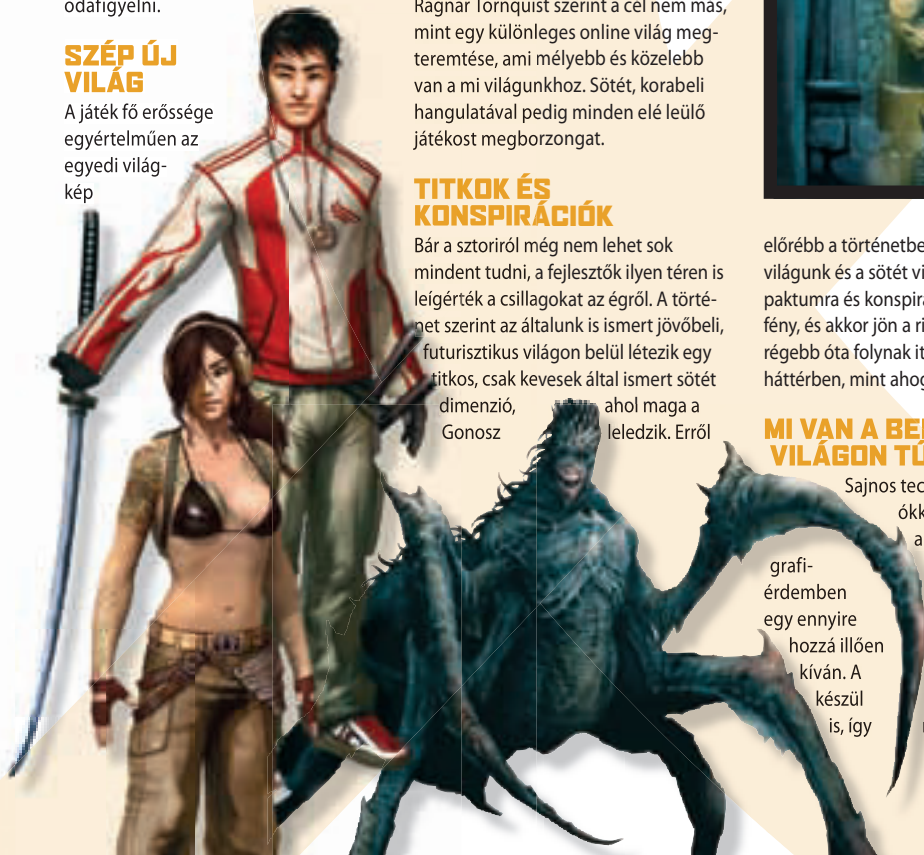 odafigyelni.
SZÉP ÚJ
VILÁG
A játék fő erőssége
egyértelműen az
egyedi világ-
kép
Ragnar Tornquist szerint a cél nem más,
mint egy különleges online világ meg-
teremtése, ami mélyebb és közelebb
van a mi világunkhoz. Sötét, korabeli
hangulatával pedig minden elé leülő
játékost megborzongat.
TITKOK ÉS
KONSPIRÁCIÓK
Bár a sztoriról még nem lehet sok
mindent tudni, a fejlesztők ilyen téren is
leígérték a csillagokat az égről. A törté-
net szerint az általunk is ismert jövőbeli,
futurisztikus világon belül létezik egy
titkos, csak kevesek által ismert sötét
dimenzió, ahol maga a
Gonosz leledzik. Erről
előrébb a történetbe
világunk és a sötét vi
paktumra és konspira
fény, és akkor jön a ri
régebb óta folynak it
háttérben, mint ahog
MI VAN A BE
VILÁGON TÚ
Sajnos tec
ókk
a
grafi-
érdemben
egy ennyire
hozzá illően
kíván. A
készül
is, így